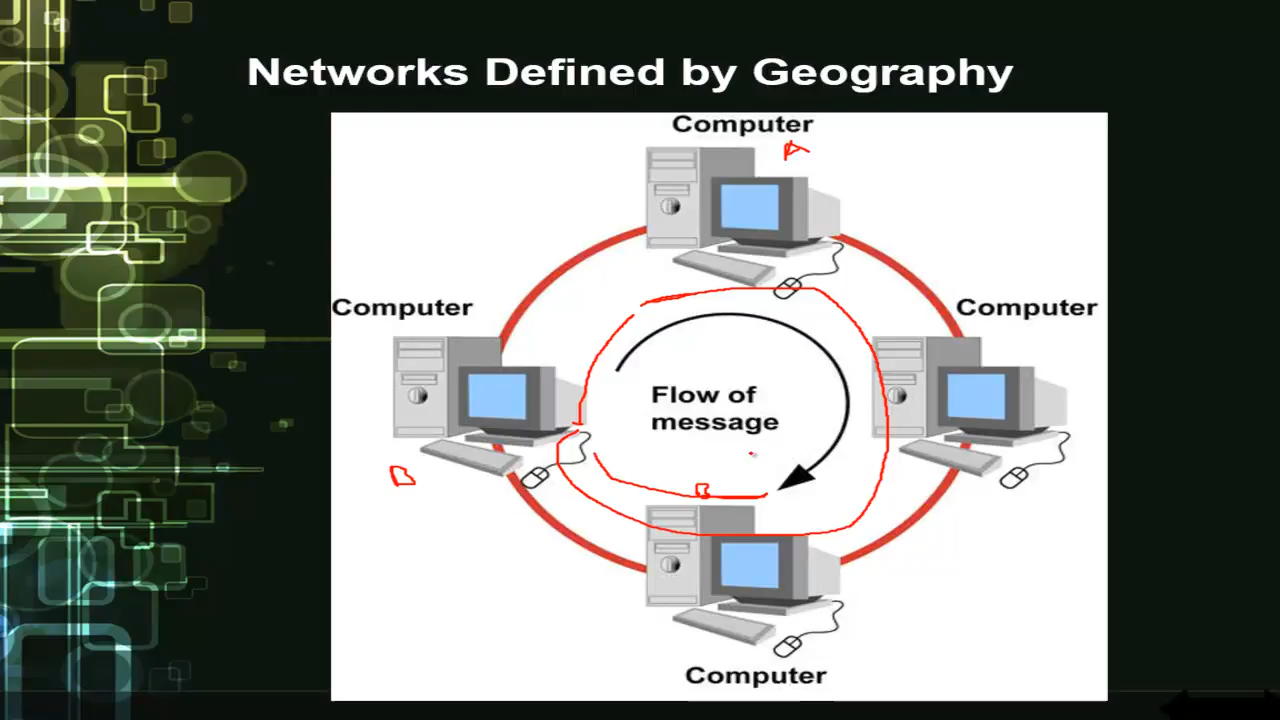 Networks Defined by Geography
Computer
A
Computer
Computer
Flow of
message
B
B
Computer